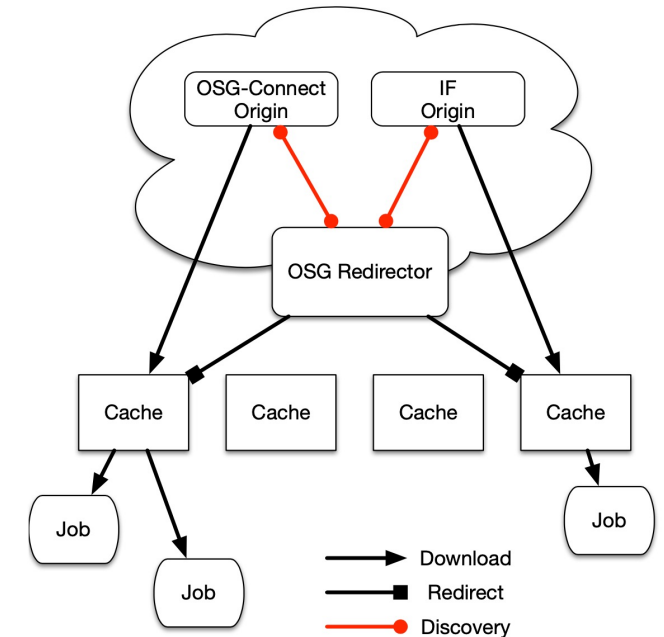 OSG-Connect
Origin
IF
Origin
OSG Redirector
Cache
Cache
Cache
Cache
Job
Job
Job
Download
Redirect
Discovery